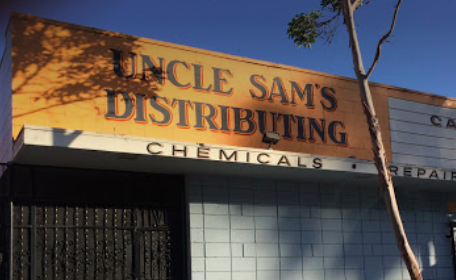 UNCLE SAM'S
DISTRIBUTING
CHEMICALS • REPAIR